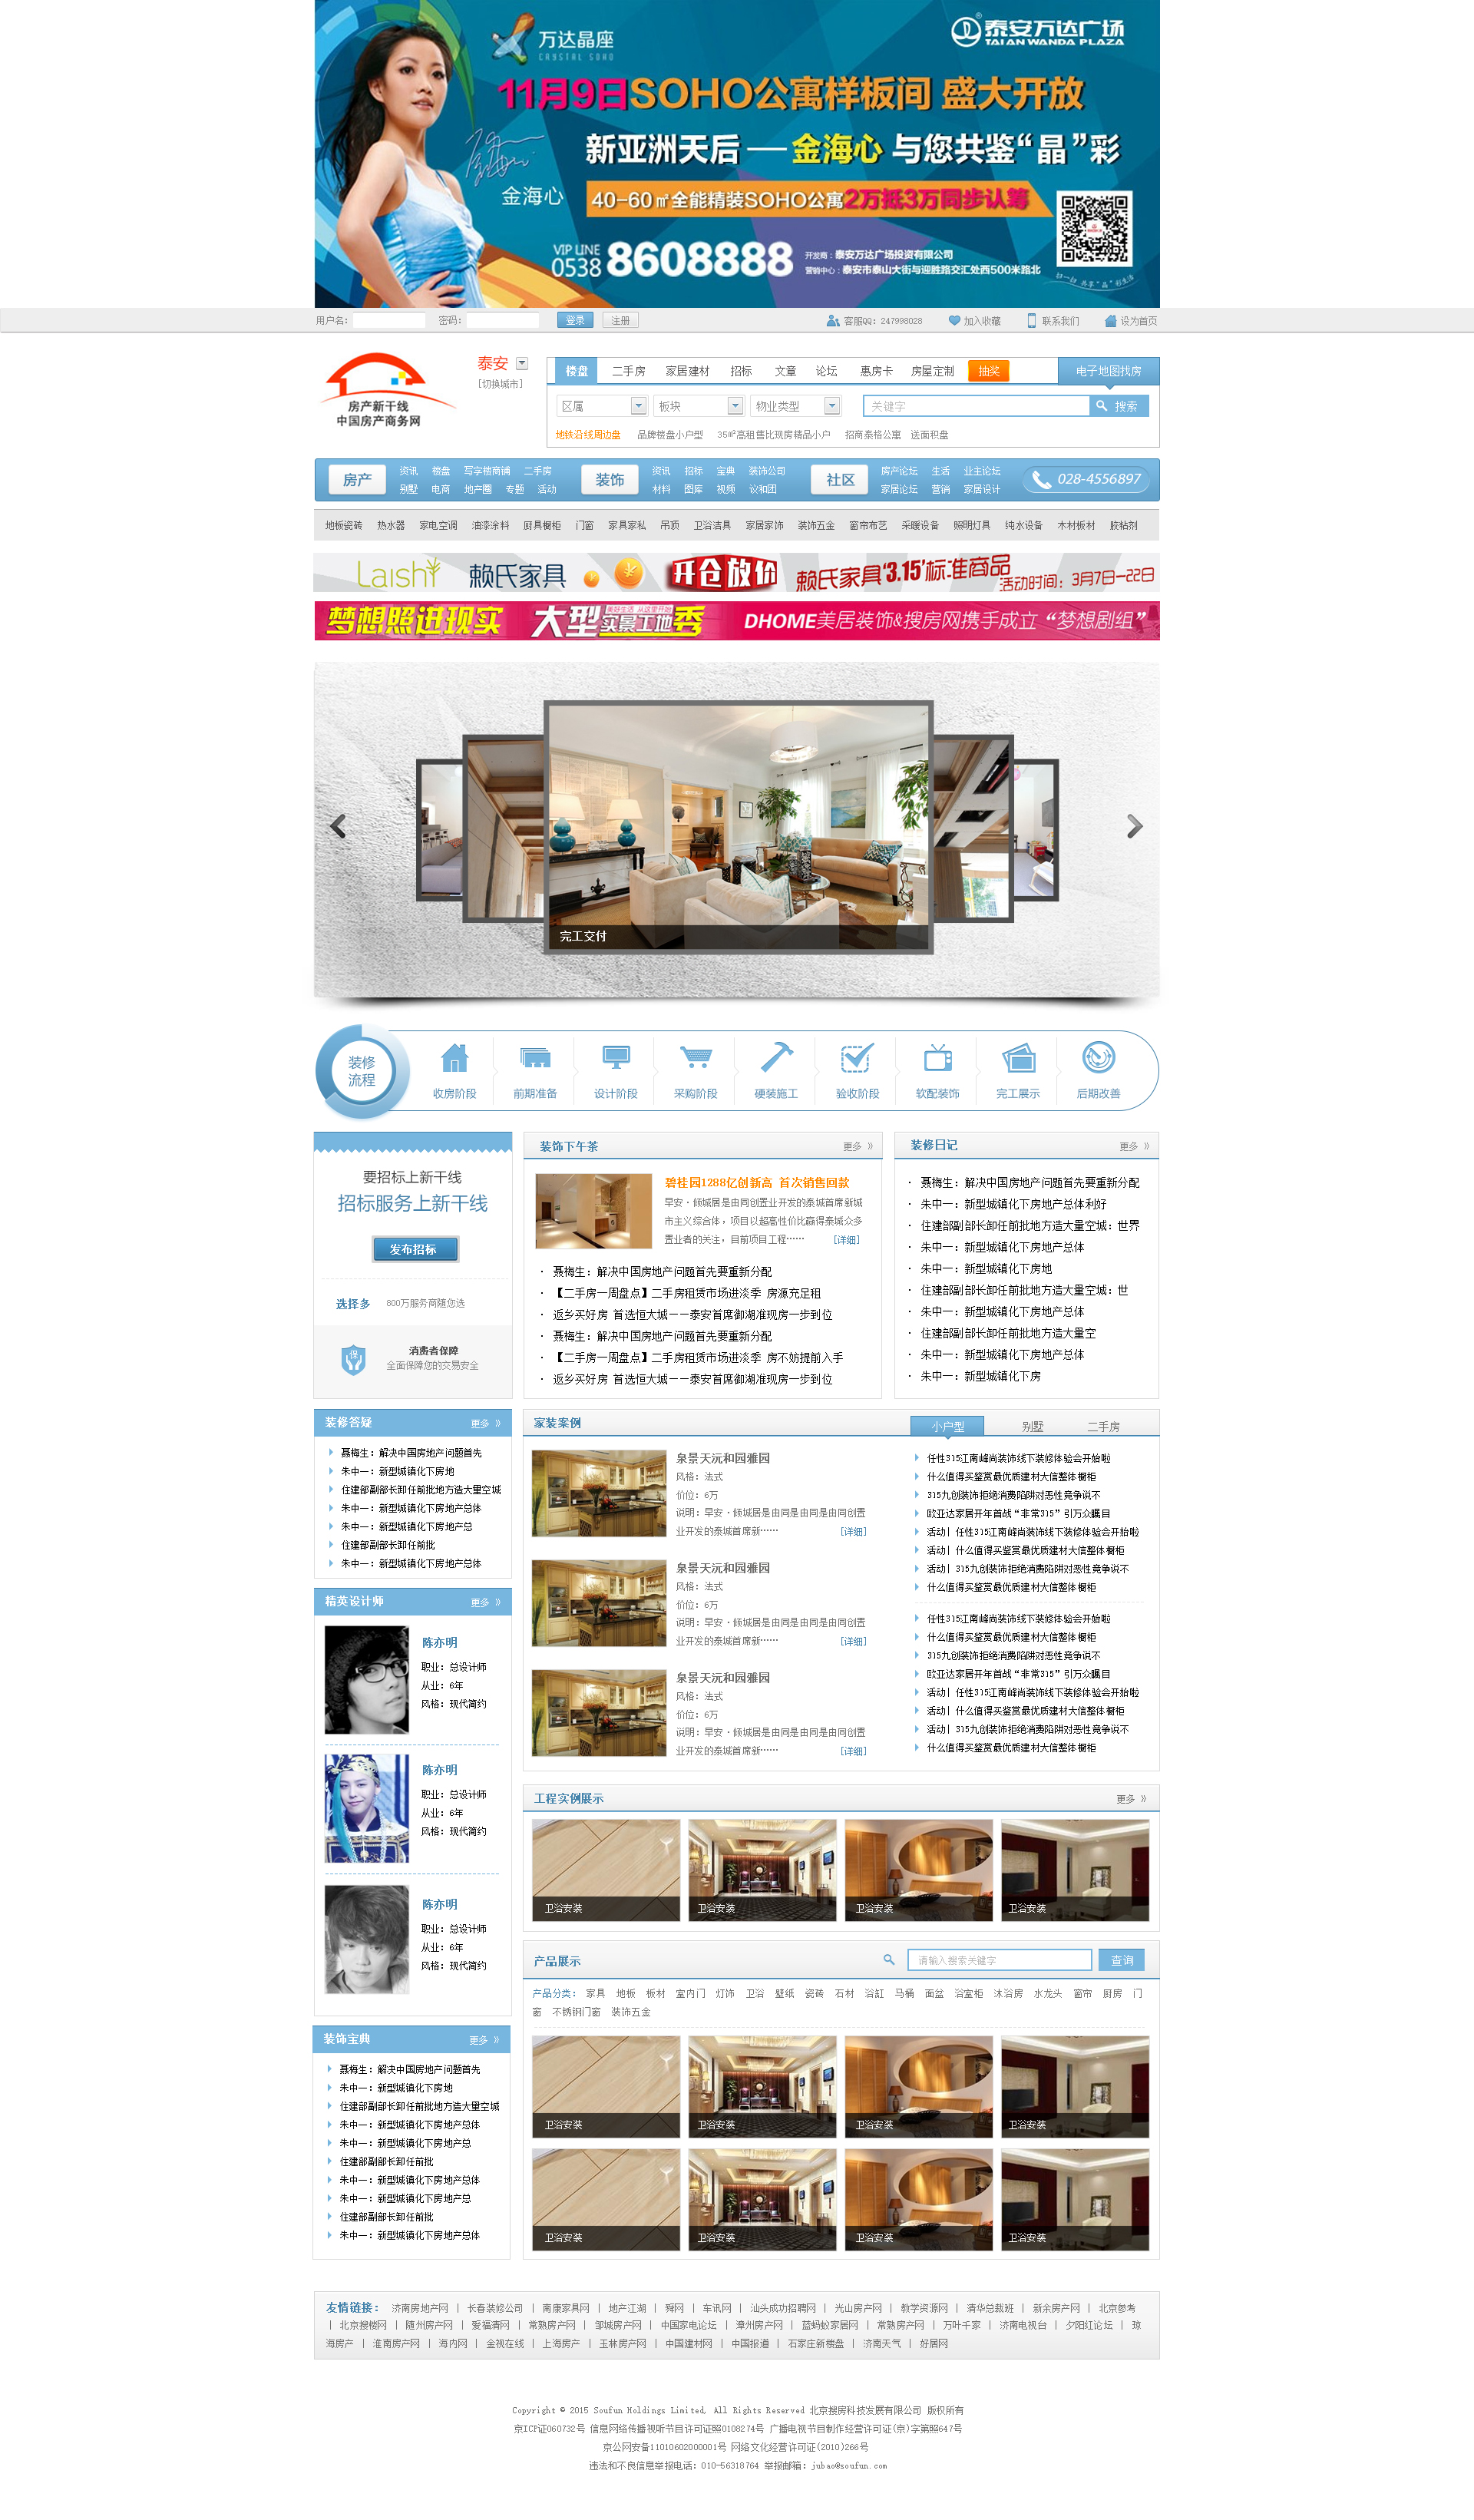 万达晶座
CRYSTAL SOHO
泰安万达广场
TAI AN WANDA PLAZA
11月9日SOHO公寓样板间 盛大开放
新亚洲天后 — 金海心 与您共鉴“晶”彩
金海心
40-60㎡全能精装SOHO公寓2万抵3万同步认筹
VIP LINE
0538 8608888
开发商：泰安万达广场投资有限公司
营销中心：泰安市泰山大街与迎胜路交汇处西500米路北
扫一扫 共享“晶”彩生活
用户名： 密码： 登录 注册 客服QQ：247998028 加入收藏 联系我们 设为首页
房产新干线
中国房产商务网
泰安
[切换城市]
楼盘 二手房 家居建材 招标 文章 论坛 惠房卡 房屋定制 抽奖 电子地图找房
区属 板块 物业类型 关键字 搜索
地铁沿线周边盘 品牌楼盘小户型 35㎡高租售比现房精品小户 招商泰格公寓 送面积盘
房产 资讯 楼盘 写字楼商铺 二手房
别墅 电商 地产圈 专题 活动
装饰 资讯 招标 宝典 装饰公司
材料 图库 视频 议和团
社区 房产论坛 生活 业主论坛
家居论坛 营销 家居设计
028-4556897
地板瓷砖 热水器 家电空调 油漆涂料 厨具橱柜 门窗 家具家私 吊顶 卫浴洁具 家居家饰 装饰五金 窗帘布艺 采暖设备 照明灯具 纯水设备 木材板材 胶粘剂
Laishi 赖氏家具 开仓放价 赖氏家具3.15'标准商品 活动时间：3月7日—22日
梦想照进现实 大型 美好生活 从这里开始 实景工地秀 DHOME美居装饰&搜房网携手成立“梦想剧组”
完工交付
装修
流程
收房阶段 前期准备 设计阶段 采购阶段 硬装施工 验收阶段 软配装饰 完工展示 后期改善
要招标上新干线
招标服务上新干线
发布招标
选择多 800万服务商随您选
保 消费者保障
全面保障您的交易安全
装饰下午茶 更多 »
碧桂园1288亿创新高 首次销售回款
早安·倾城居是由同创置业开发的泰城首席新城
市主义综合体，项目以超高性价比赢得泰城众多
置业者的关注，目前项目工程…… [详细]
· 聂梅生：解决中国房地产问题首先要重新分配
· 【二手房一周盘点】二手房租赁市场进淡季 房源充足租
· 返乡买好房 首选恒大城——泰安首席御湖准现房一步到位
· 聂梅生：解决中国房地产问题首先要重新分配
· 【二手房一周盘点】二手房租赁市场进淡季 房不妨提前入手
· 返乡买好房 首选恒大城——泰安首席御湖准现房一步到位
装修日记 更多 »
· 聂梅生：解决中国房地产问题首先要重新分配
· 朱中一：新型城镇化下房地产总体利好
· 住建部副部长卸任前批地方造大量空城：世界
· 朱中一：新型城镇化下房地产总体
· 朱中一：新型城镇化下房地
· 住建部副部长卸任前批地方造大量空城：世
· 朱中一：新型城镇化下房地产总体
· 住建部副部长卸任前批地方造大量空
· 朱中一：新型城镇化下房地产总体
· 朱中一：新型城镇化下房
装修答疑 更多 »
聂梅生：解决中国房地产问题首先
朱中一：新型城镇化下房地
住建部副部长卸任前批地方造大量空城
朱中一：新型城镇化下房地产总体
朱中一：新型城镇化下房地产总
住建部副部长卸任前批
朱中一：新型城镇化下房地产总体
精英设计师 更多 »
陈亦明
职业：总设计师
从业：6年
风格：现代简约
陈亦明
职业：总设计师
从业：6年
风格：现代简约
陈亦明
职业：总设计师
从业：6年
风格：现代简约
装饰宝典 更多 »
聂梅生：解决中国房地产问题首先
朱中一：新型城镇化下房地
住建部副部长卸任前批地方造大量空城
朱中一：新型城镇化下房地产总体
朱中一：新型城镇化下房地产总
住建部副部长卸任前批
朱中一：新型城镇化下房地产总体
朱中一：新型城镇化下房地产总
住建部副部长卸任前批
朱中一：新型城镇化下房地产总体
家装案例 小户型 别墅 二手房
泉景天沅和园雅园
风格：法式
价位：6万
说明：早安·倾城居是由同是由同是由同创置
业开发的泰城首席新…… [详细]
泉景天沅和园雅园
风格：法式
价位：6万
说明：早安·倾城居是由同是由同是由同创置
业开发的泰城首席新…… [详细]
泉景天沅和园雅园
风格：法式
价位：6万
说明：早安·倾城居是由同是由同是由同创置
业开发的泰城首席新…… [详细]
任性315江南峰尚装饰线下装修体验会开始啦
什么值得买鉴赏最优质建材大信整体橱柜
315九创装饰拒绝消费陷阱对恶性竞争说不
欧亚达家居开年首战“非常315”引万众瞩目
活动| 任性315江南峰尚装饰线下装修体验会开始啦
活动| 什么值得买鉴赏最优质建材大信整体橱柜
活动| 315九创装饰拒绝消费陷阱对恶性竞争说不
什么值得买鉴赏最优质建材大信整体橱柜
任性315江南峰尚装饰线下装修体验会开始啦
什么值得买鉴赏最优质建材大信整体橱柜
315九创装饰拒绝消费陷阱对恶性竞争说不
欧亚达家居开年首战“非常315”引万众瞩目
活动| 任性315江南峰尚装饰线下装修体验会开始啦
活动| 什么值得买鉴赏最优质建材大信整体橱柜
活动| 315九创装饰拒绝消费陷阱对恶性竞争说不
什么值得买鉴赏最优质建材大信整体橱柜
工程实例展示 更多 »
卫浴安装 卫浴安装 卫浴安装 卫浴安装
产品展示 请输入搜索关键字 查询
产品分类： 家具 地板 板材 室内门 灯饰 卫浴 壁纸 瓷砖 石材 浴缸 马桶 面盆 浴室柜 沐浴房 水龙头 窗帘 厨房 门
窗 不锈钢门窗 装饰五金
卫浴安装 卫浴安装 卫浴安装 卫浴安装
卫浴安装 卫浴安装 卫浴安装 卫浴安装
友情链接： 济南房地产网 | 长春装修公司 | 南康家具网 | 地产江湖 | 舜网 | 车讯网 | 汕头成功招聘网 | 光山房产网 | 教学资源网 | 清华总裁班 | 新余房产网 | 北京参考
| 北京搜楼网 | 随州房产网 | 爱福清网 | 常熟房产网 | 邹城房产网 | 中国家电论坛 | 漳州房产网 | 蓝蚂蚁家居网 | 常熟房产网 | 万叶千家 | 济南电视台 | 夕阳红论坛 | 琼
海房产 | 淮南房产网 | 海内网 | 金视在线 | 上海房产 | 玉林房产网 | 中国建材网 | 中国报道 | 石家庄新楼盘 | 济南天气 | 好居网
Copyright © 2015 Soufun Holdings Limited, All Rights Reserved 北京搜房科技发展有限公司 版权所有
京ICP证060732号 信息网络传播视听节目许可证照0108274号 广播电视节目制作经营许可证(京)字第照647号
京公网安备11010602000001号 网络文化经营许可证(2010)266号
违法和不良信息举报电话：010-56318764 举报邮箱：jubao@soufun.com